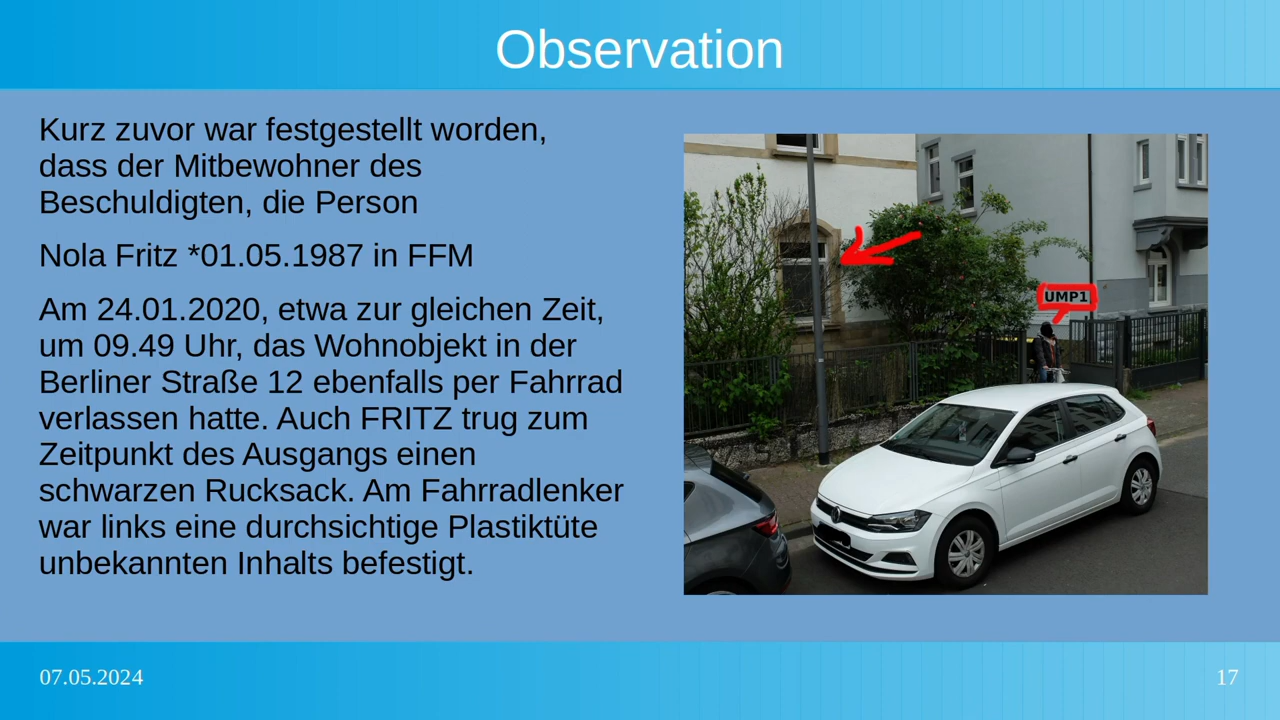 Observation
Kurz zuvor war festgestellt worden,
dass der Mitbewohner des
Beschuldigten, die Person
Nola Fritz *01.05.1987 in FFM
Am 24.01.2020, etwa zur gleichen Zeit,
um 09.49 Uhr, das Wohnobjekt in der
Berliner Straße 12 ebenfalls per Fahrrad
verlassen hatte. Auch FRITZ trug zum
Zeitpunkt des Ausgangs einen
schwarzen Rucksack. Am Fahrradlenker
war links eine durchsichtige Plastiktüte
unbekannten Inhalts befestigt.
UMP1
07.05.2024
17